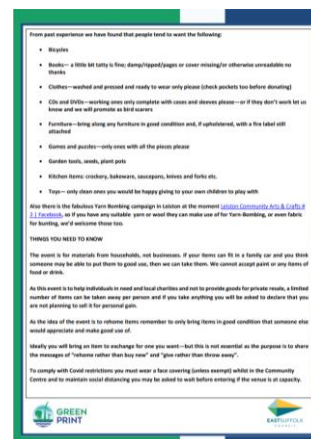 From past experience we have found that people tend to want the following:
• Bicycles
• Books— a little bit tatty is fine; damp/ripped/pages or cover missing/or otherwise unreadable no
thanks
• Clothes—washed and pressed and ready to wear only please (check pockets too before donating)
• CDs and DVDs—working ones only complete with cases and sleeves please—or if they don't work let us
know and we will promote as bird scarers
• Furniture—bring along any furniture in good condition and, if upholstered, with a fire label still
attached
• Games and puzzles—only ones with all the pieces please
• Garden tools, seeds, plant pots
• Kitchen items: crockery, bakeware, saucepans, knives and forks etc.
• Toys— only clean ones you would be happy giving to your own children to play with
Also there is the fabulous Yarn Bombing campaign in Leiston at the moment Leiston Community Arts & Crafts #
2 | Facebook, so if you have any suitable yarn or wool they can make use of for Yarn-Bombing, or even fabric
for bunting, we'd welcome those too.
THINGS YOU NEED TO KNOW
The event is for materials from households, not businesses. If your items can fit in a family car and you think
someone may be able to put them to good use, then we can take them. We cannot accept paint or any items of
food or drink.
As this event is to help individuals in need and local charities and not to provide goods for private resale, a limited
number of items can be taken away per person and if you take anything you will be asked to declare that you
are not planning to sell it for personal gain.
As the idea of the event is to rehome items remember to only bring items in good condition that someone else
would appreciate and make good use of.
Ideally you will bring an item to exchange for one you want—but this is not essential as the purpose is to share
the messages of "rehome rather than buy new" and "give rather than throw away".
To comply with Covid restrictions you must wear a face covering (unless exempt) whilst in the Community
Centre and to maintain social distancing you may be asked to wait before entering if the venue is at capacity.
GREEN
PRINT
EASTSUFFOLK
COUNCIL